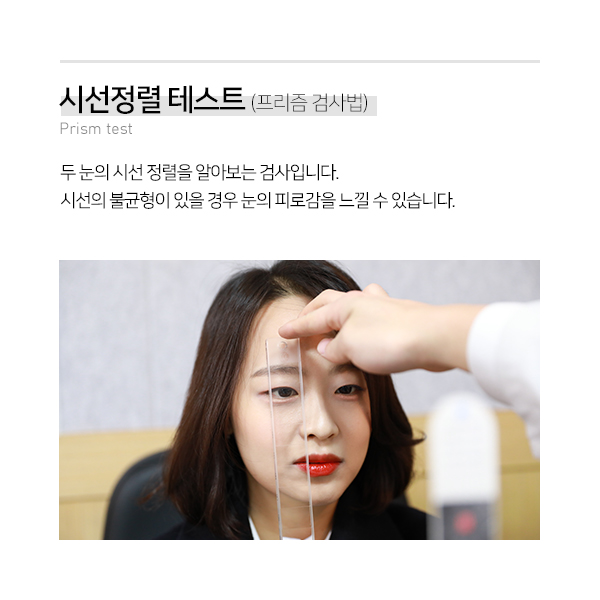 시선정렬 테스트 (프리즘 검사법)
Prism test
두 눈의 시선 정렬을 알아보는 검사입니다.
시선의 불균형이 있을 경우 눈의 피로감을 느낄 수 있습니다.